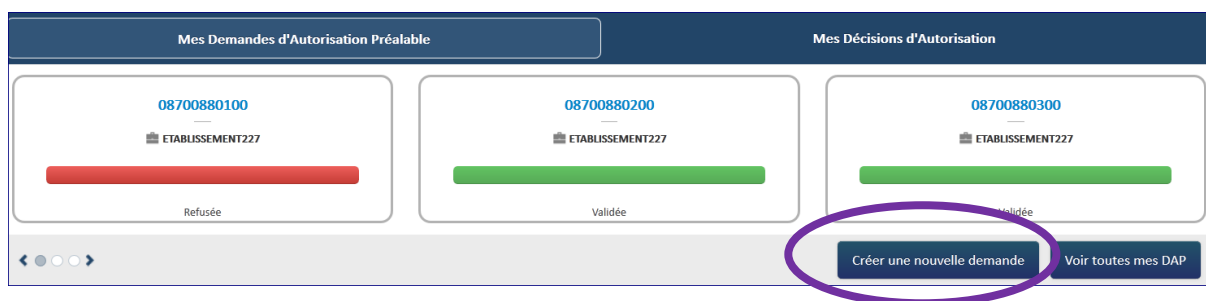 Mes Demandes d'Autorisation Préalable
Mes Décisions d'Autorisation
08700880100
ETABLISSEMENT227
Refusée
08700880200
ETABLISSEMENT227
Validée
08700880300
ETABLISSEMENT227
Validée
Créer une nouvelle demande
Voir toutes mes DAP